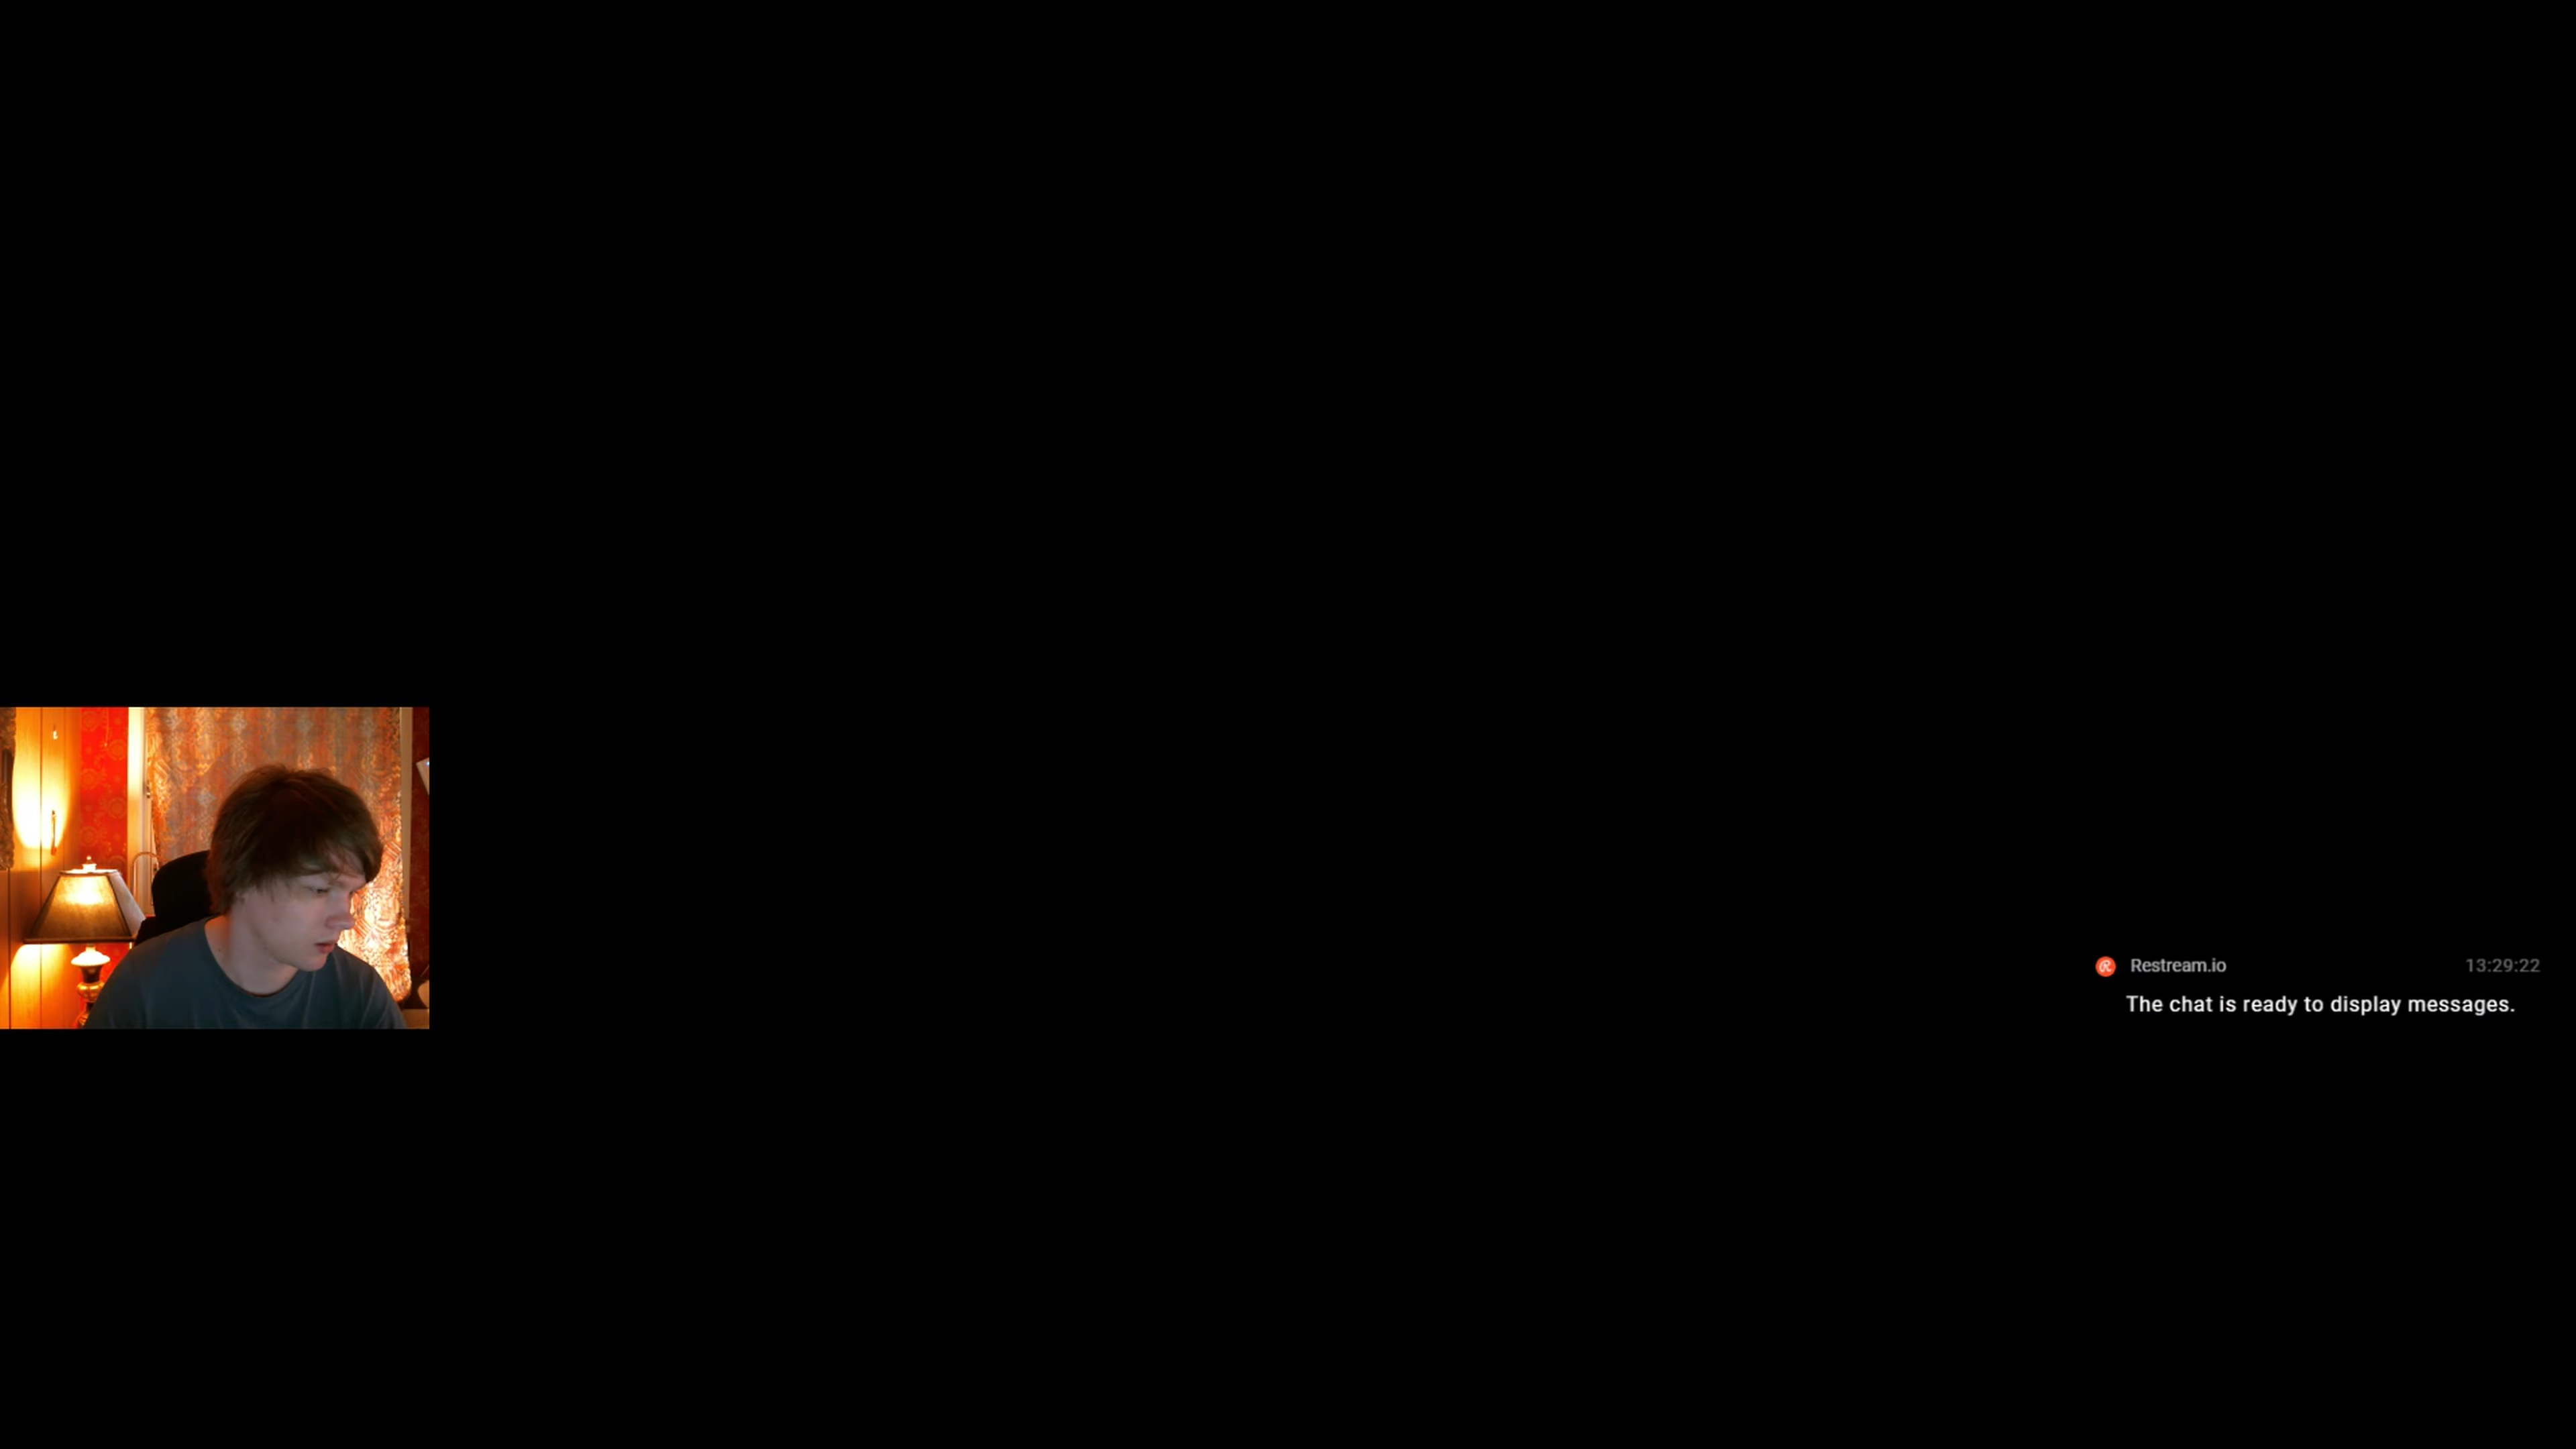 Restream.io 13:29:22
The chat is ready to display messages.